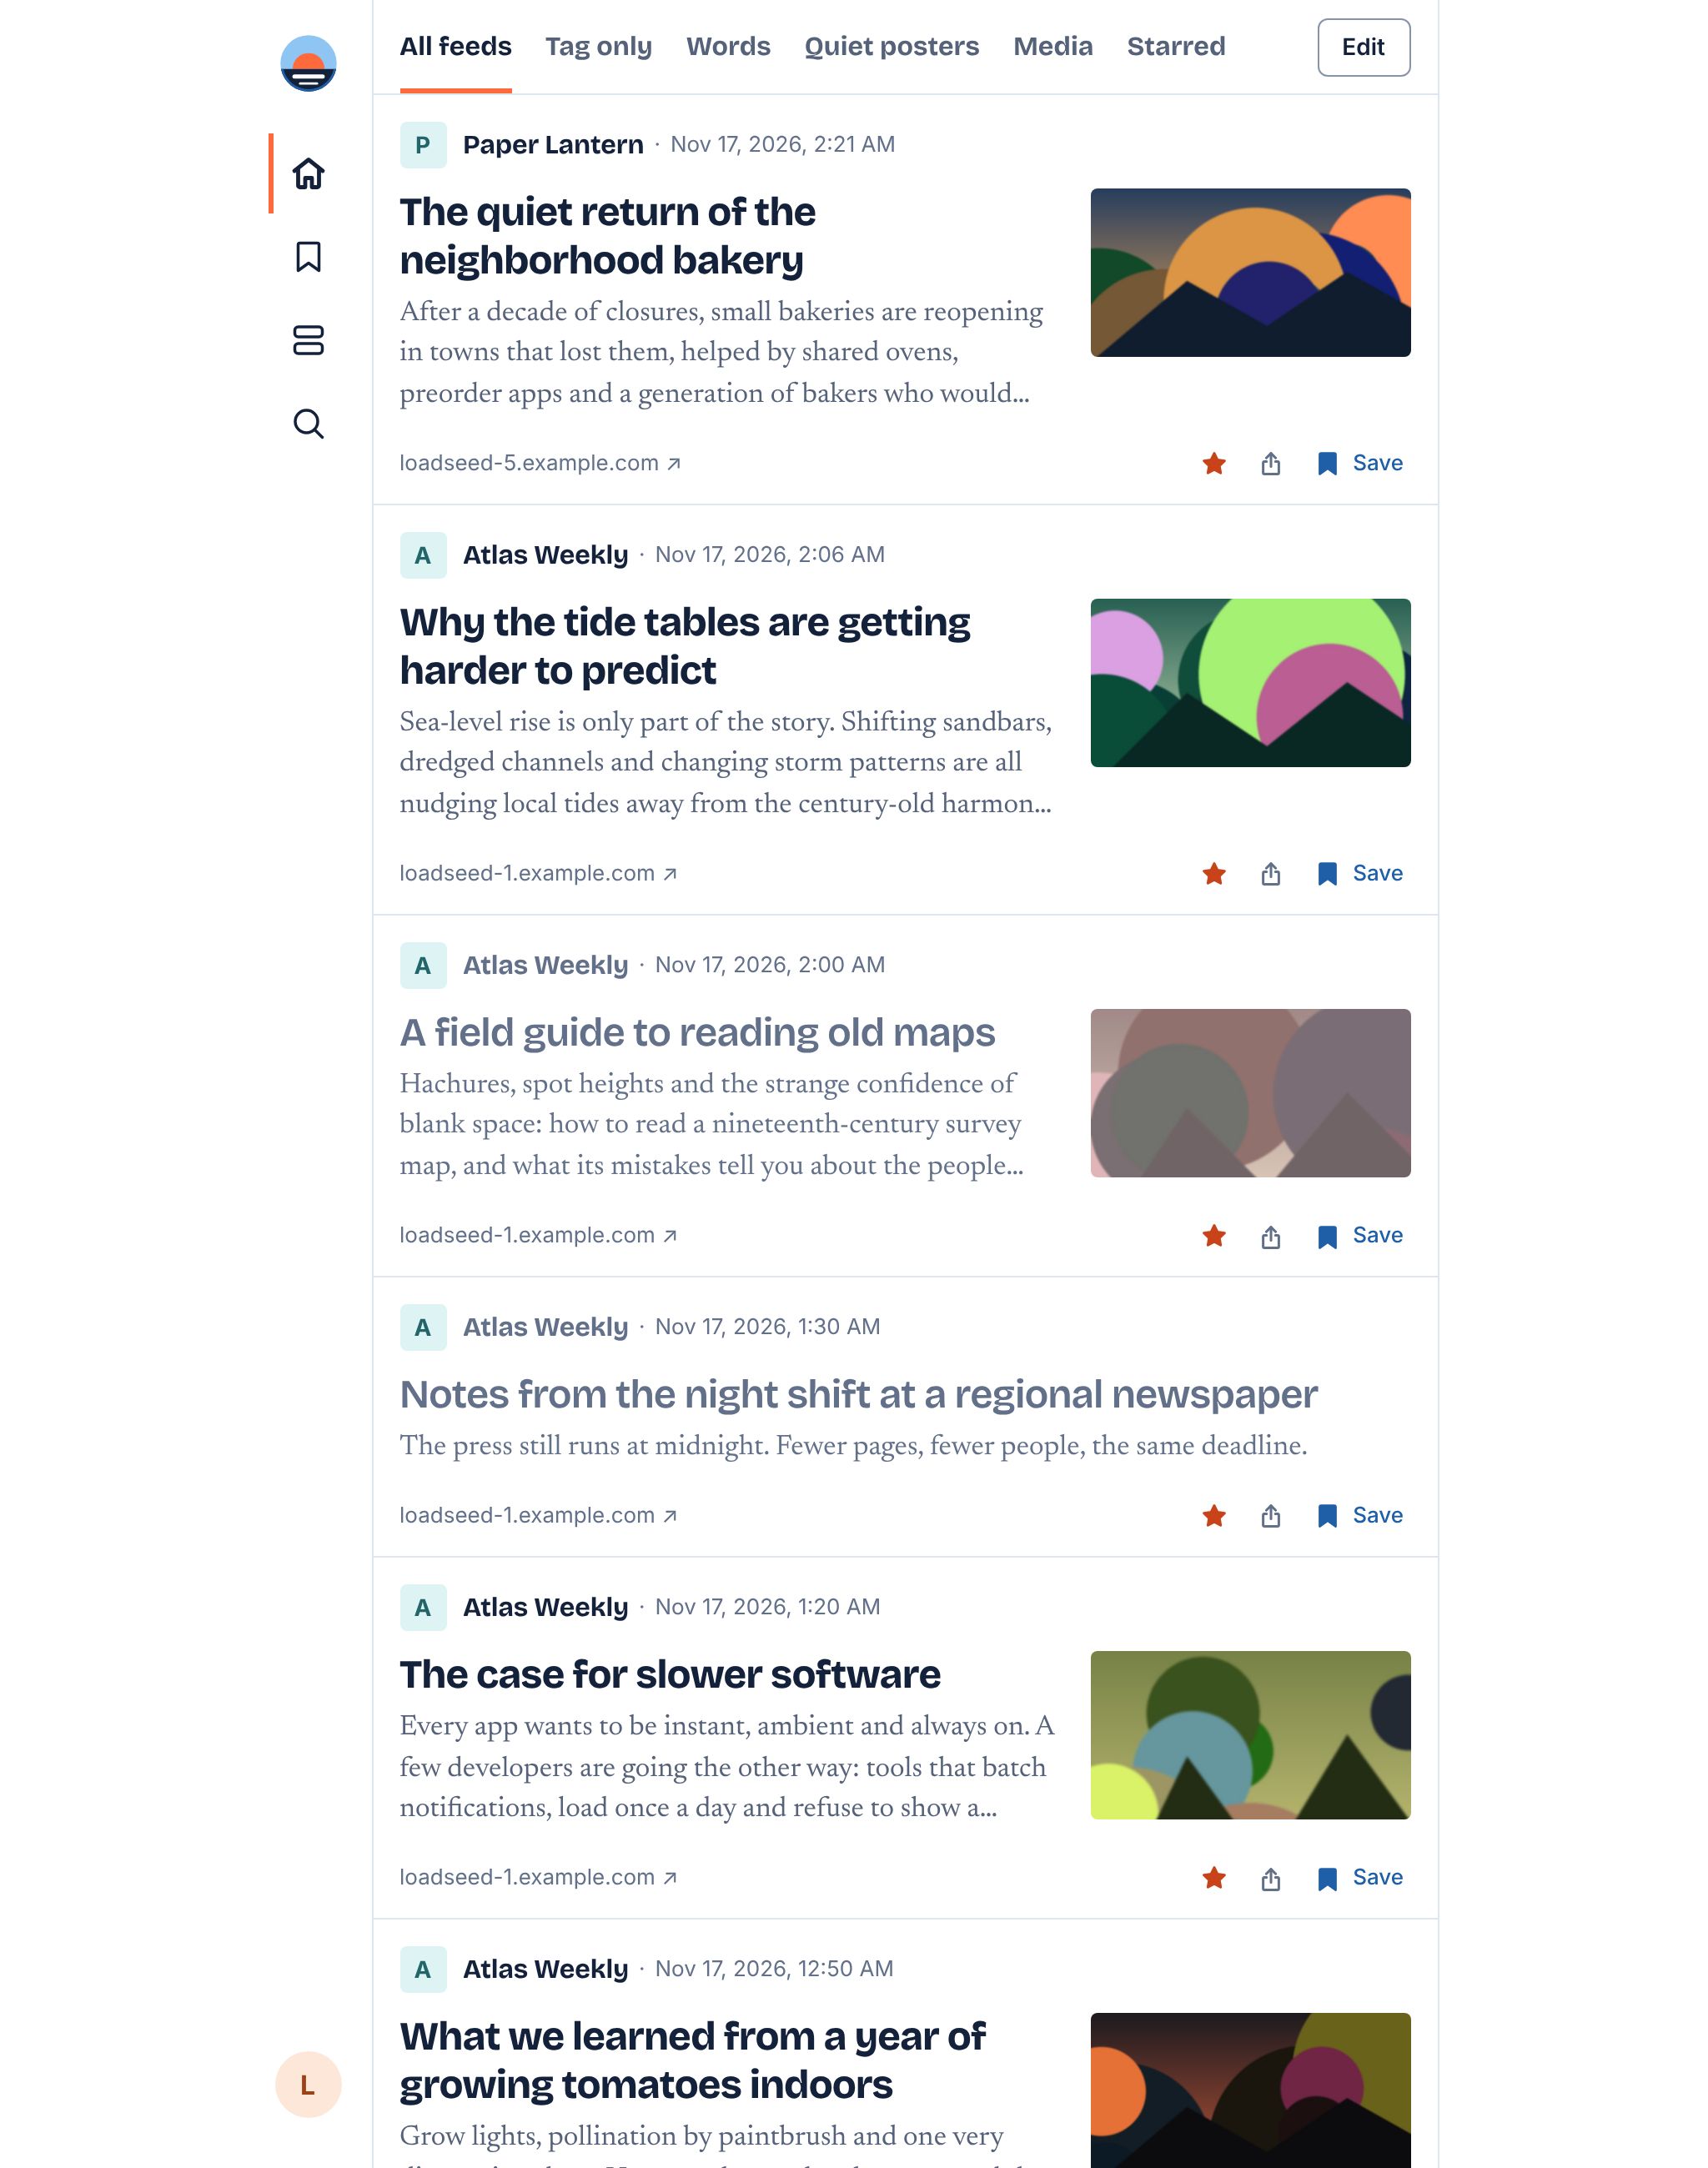 All feeds Tag only Words Quiet posters Media Starred Edit
P Paper Lantern · Nov 17, 2026, 2:21 AM
The quiet return of the
neighborhood bakery
After a decade of closures, small bakeries are reopening
in towns that lost them, helped by shared ovens,
preorder apps and a generation of bakers who would...
loadseed-5.example.com ↗ Save
A Atlas Weekly · Nov 17, 2026, 2:06 AM
Why the tide tables are getting
harder to predict
Sea-level rise is only part of the story. Shifting sandbars,
dredged channels and changing storm patterns are all
nudging local tides away from the century-old harmon...
loadseed-1.example.com ↗ Save
A Atlas Weekly · Nov 17, 2026, 2:00 AM
A field guide to reading old maps
Hachures, spot heights and the strange confidence of
blank space: how to read a nineteenth-century survey
map, and what its mistakes tell you about the people...
loadseed-1.example.com ↗ Save
A Atlas Weekly · Nov 17, 2026, 1:30 AM
Notes from the night shift at a regional newspaper
The press still runs at midnight. Fewer pages, fewer people, the same deadline.
loadseed-1.example.com ↗ Save
A Atlas Weekly · Nov 17, 2026, 1:20 AM
The case for slower software
Every app wants to be instant, ambient and always on. A
few developers are going the other way: tools that batch
notifications, load once a day and refuse to show a...
loadseed-1.example.com ↗ Save
A Atlas Weekly · Nov 17, 2026, 12:50 AM
What we learned from a year of
growing tomatoes indoors
L
Grow lights, pollination by paintbrush and one very